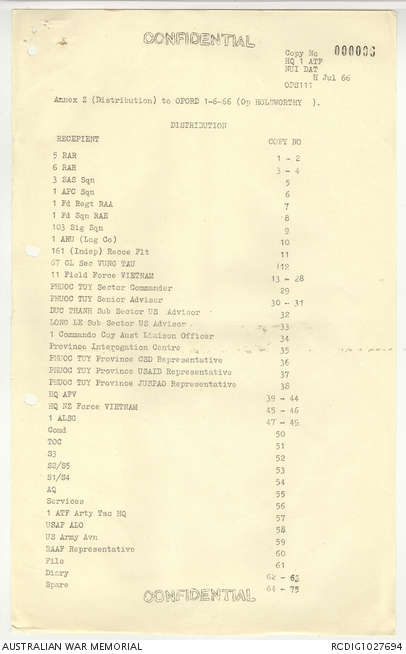 CONFIDENTIAL
Copy No 000006
HQ 1 ATF
NUI DAT
Jul 66
OPS111
Annex Z (Distribution) to OPORD 1-6-66 (Op HOLSWORTHY ).
DISTRIBUTION
RECEPIENT COPY NO
5 RAR 1 - 2
6 RAR 3 - 4
3 SAS Sqn 5
1 APC Sqn 6
1 Fd Regt RAA 7
1 Fd Sqn RAE 8
103 Sig Sqn 9
1 ARU (Log Co) 10
161 (Indep) Recce Flt 11
67 GL Sec VUNG TAU 12
11 Field Force VIETNAM 13 - 28
PHUOC TUY Sector Commander 29
PHUOC TUY Senior Advisor 30 - 31
DUC THANH Sub Sector US Advisor 32
LONG LE Sub Sector US Advisor 33
1 Commando Coy Aust Liaison Officer 34
Province Interogation Centre 35
PHUOC TUY Province CSD Representative 36
PHUOC TUY Province USAID Representative 37
PHUOC TUY Province JUSPAO Representative 38
HQ AFV 39 - 44
HQ NZ Force VIETNAM 45 - 46
1 ALSG 47 - 49
Comd 50
TOC 51
S3 52
S2/S5 53
S1/S4 54
AQ 55
Services 56
1 ATF Arty Tac HQ 57
USAF ALO 58
US Army Avn 59
RAAF Representative 60
File 61
Diary 62 - 63
Spare 64 - 75
CONFIDENTIAL
AUSTRALIAN WAR MEMORIAL RCDIG1027694